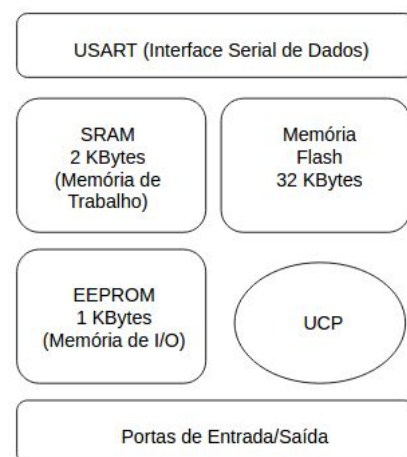 USART (Interface Serial de Dados)
SRAM
2 KBytes
(Memória de
Trabalho)
Memória
Flash
32 KBytes
EEPROM
1 KBytes
(Memória de I/O)
UCP
Portas de Entrada/Saída